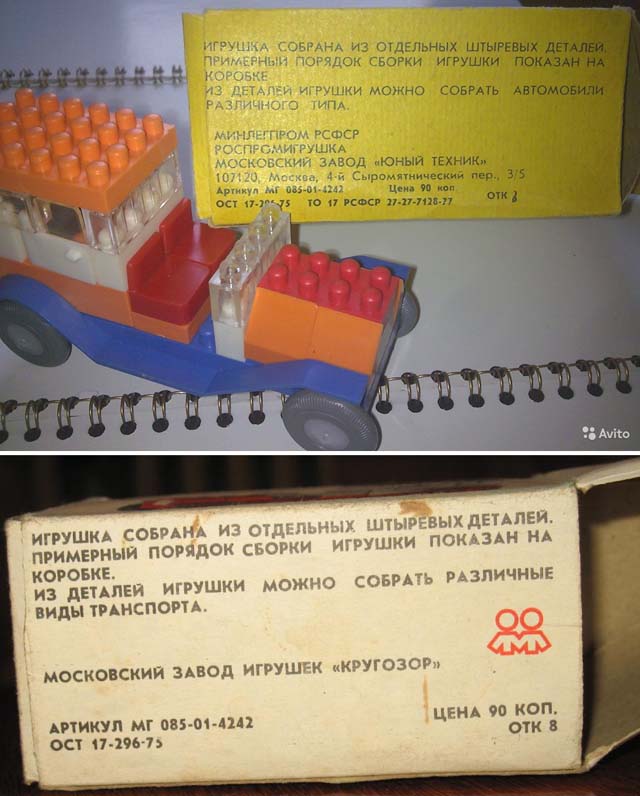 ИГРУШКА СОБРАНА ИЗ ОТДЕЛЬНЫХ ШТЫРЕВЫХ ДЕТАЛЕЙ.
ПРИМЕРНЫЙ ПОРЯДОК СБОРКИ ИГРУШКИ ПОКАЗАН НА
КОРОБКЕ
ИЗ ДЕТАЛЕЙ ИГРУШКИ МОЖНО СОБРАТЬ АВТОМОБИЛИ
РАЗЛИЧНОГО ТИПА.
МИНЛЕГПРОМ РСФСР
РОСПРОМИГРУШКА
МОСКОВСКИЙ ЗАВОД «ЮНЫЙ ТЕХНИК»
107120, Москва, 4-й Сыромятнический пер., 3/5
Артикул МГ 085-01-4242 Цена 90 коп
ОСТ 17-296-75 ТО 17 РСФСР 27-27-7128-77 ОТК
Avito
ИГРУШКА СОБРАНА ИЗ ОТДЕЛЬНЫХ ШТЫРЕВЫХ ДЕТАЛЕЙ.
ПРИМЕРНЫЙ ПОРЯДОК СБОРКИ ИГРУШКИ ПОКАЗАН НА
КОРОБКЕ.
ИЗ ДЕТАЛЕЙ ИГРУШКИ МОЖНО СОБРАТЬ РАЗЛИЧНЫЕ
ВИДЫ ТРАНСПОРТА.
МОСКОВСКИЙ ЗАВОД ИГРУШЕК «КРУГОЗОР»
АРТИКУЛ МГ 085-01-4242 ЦЕНА 90 КОП.
ОСТ 17-296-75 ОТК 8